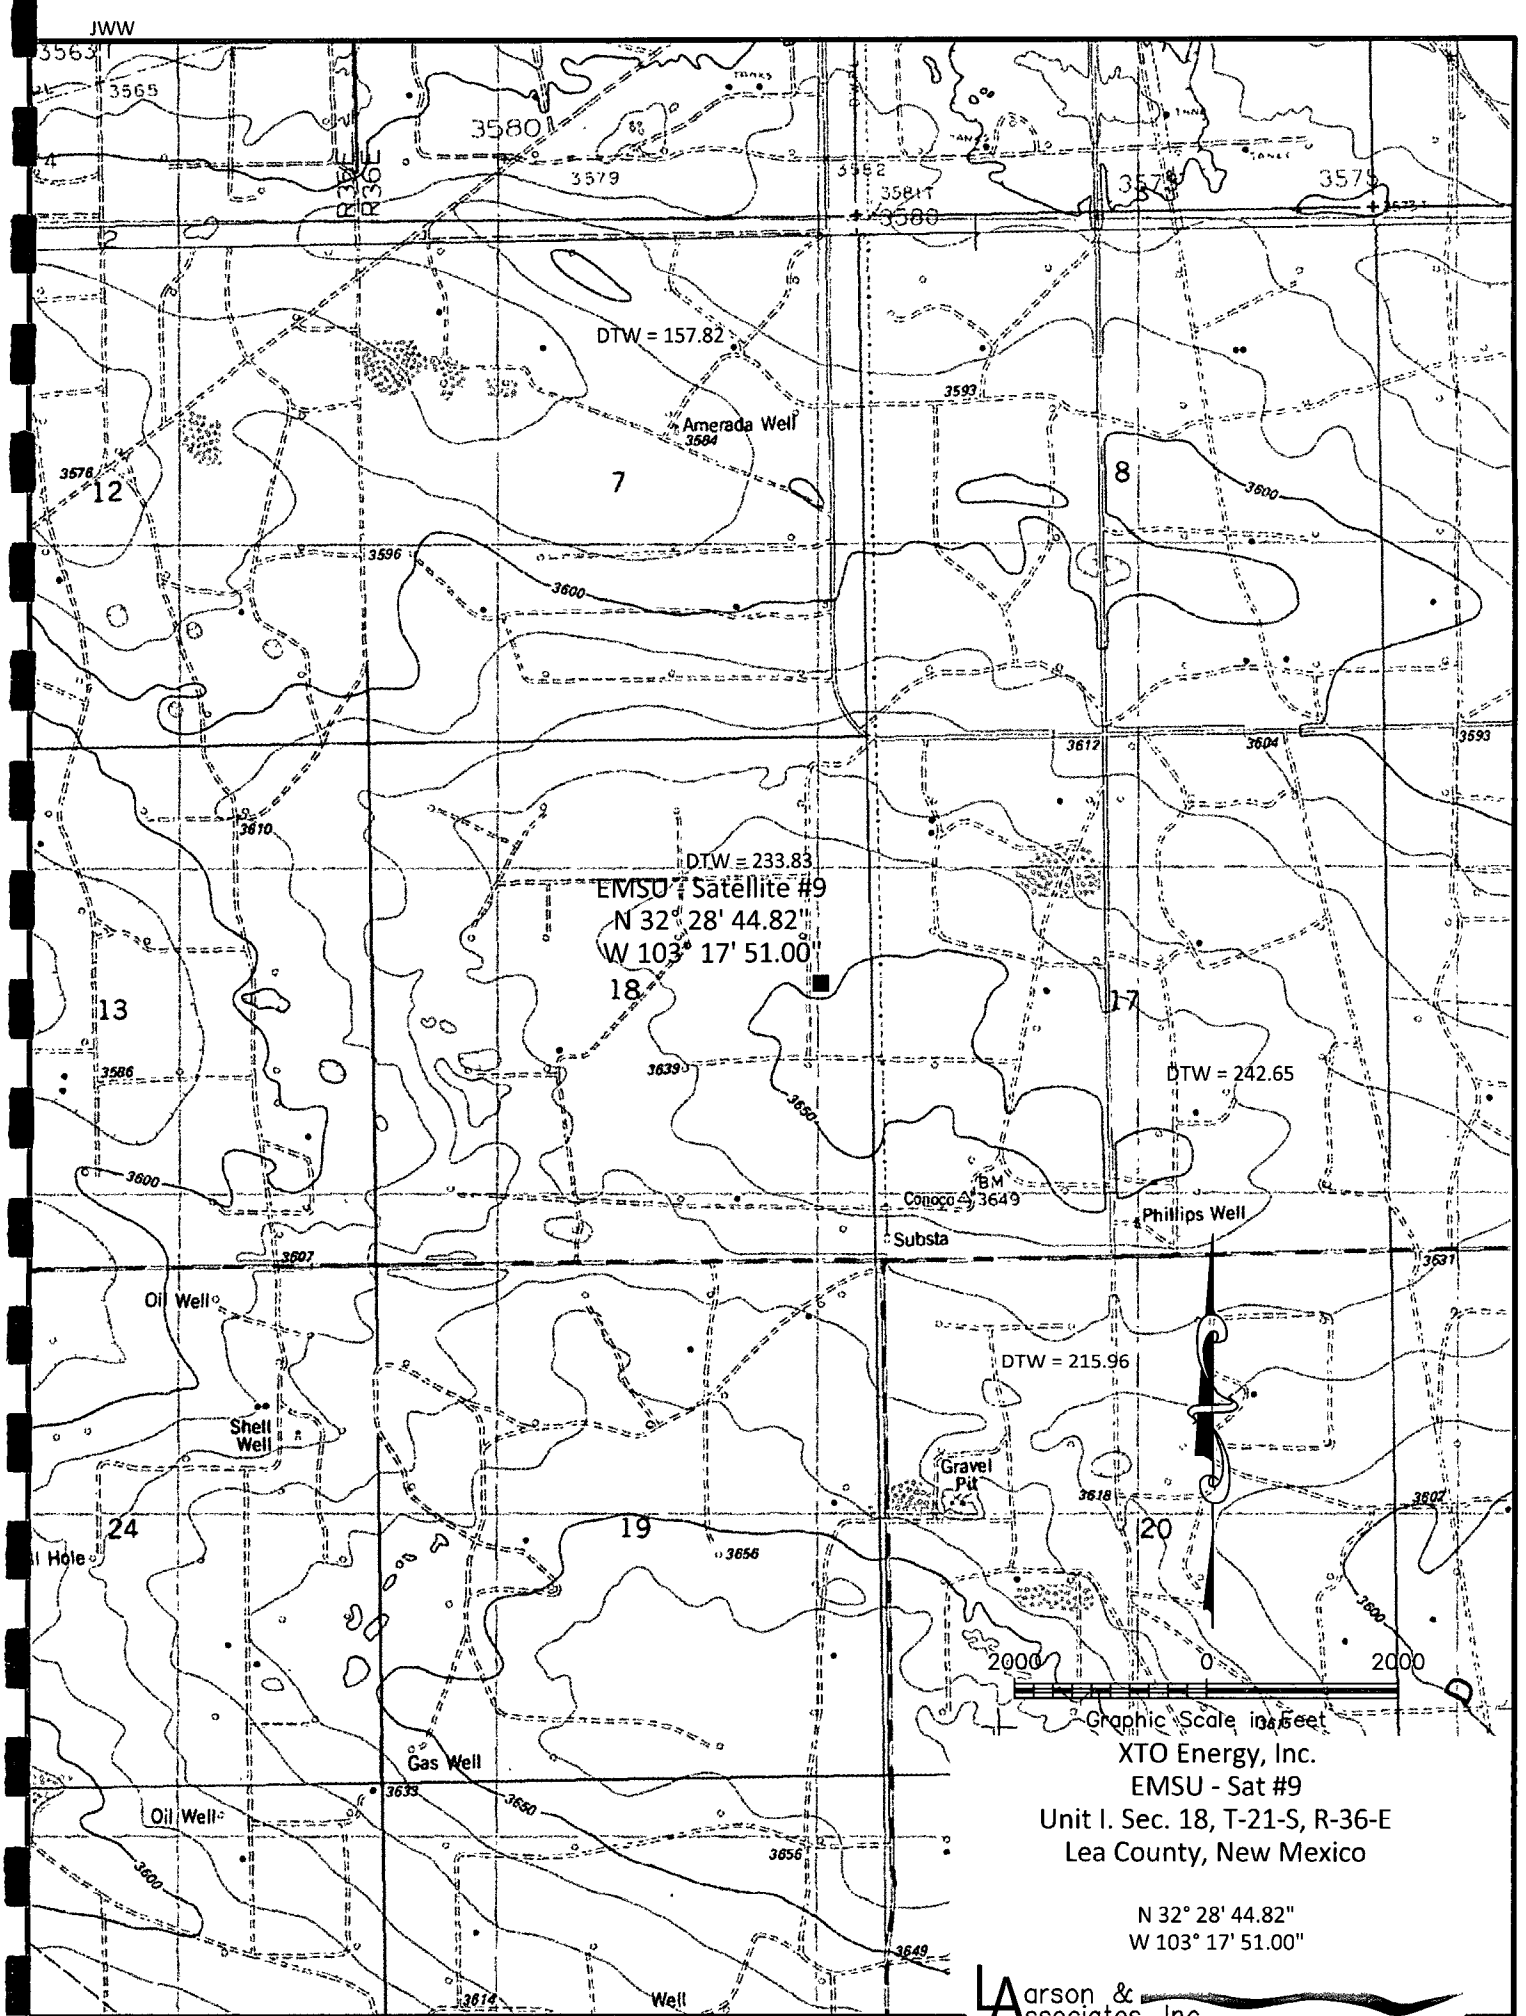 JWW
3563
3565
TANKS
3580
4
R36E
3579
3581T
3580
3575
DTW = 157.82
3593
Amerada Well
3584
3576
12
7
8
3600
3596
3600
3612
3604
3593
3610
DTW = 233.83
EMSU - Satellite #9
N 32° 28' 44.82"
W 103° 17' 51.00"
18
17
13
3586
3639
DTW = 242.65
3650
3600
BM
Conoco 3649
Phillips Well
Substa
3607
3631
Oil Well
DTW = 215.96
Shell
Well
Gravel
Pit
3618
3602
24
19
20
l Hole
3656
3600
2000 0 2000
Graphic Scale in Feet
XTO Energy, Inc.
EMSU - Sat #9
Unit I. Sec. 18, T-21-S, R-36-E
Lea County, New Mexico
Gas Well
3633
3650
Oil Well
3656
3600
N 32° 28' 44.82"
W 103° 17' 51.00"
3649
3614
Well
Larson &
Associates, Inc.